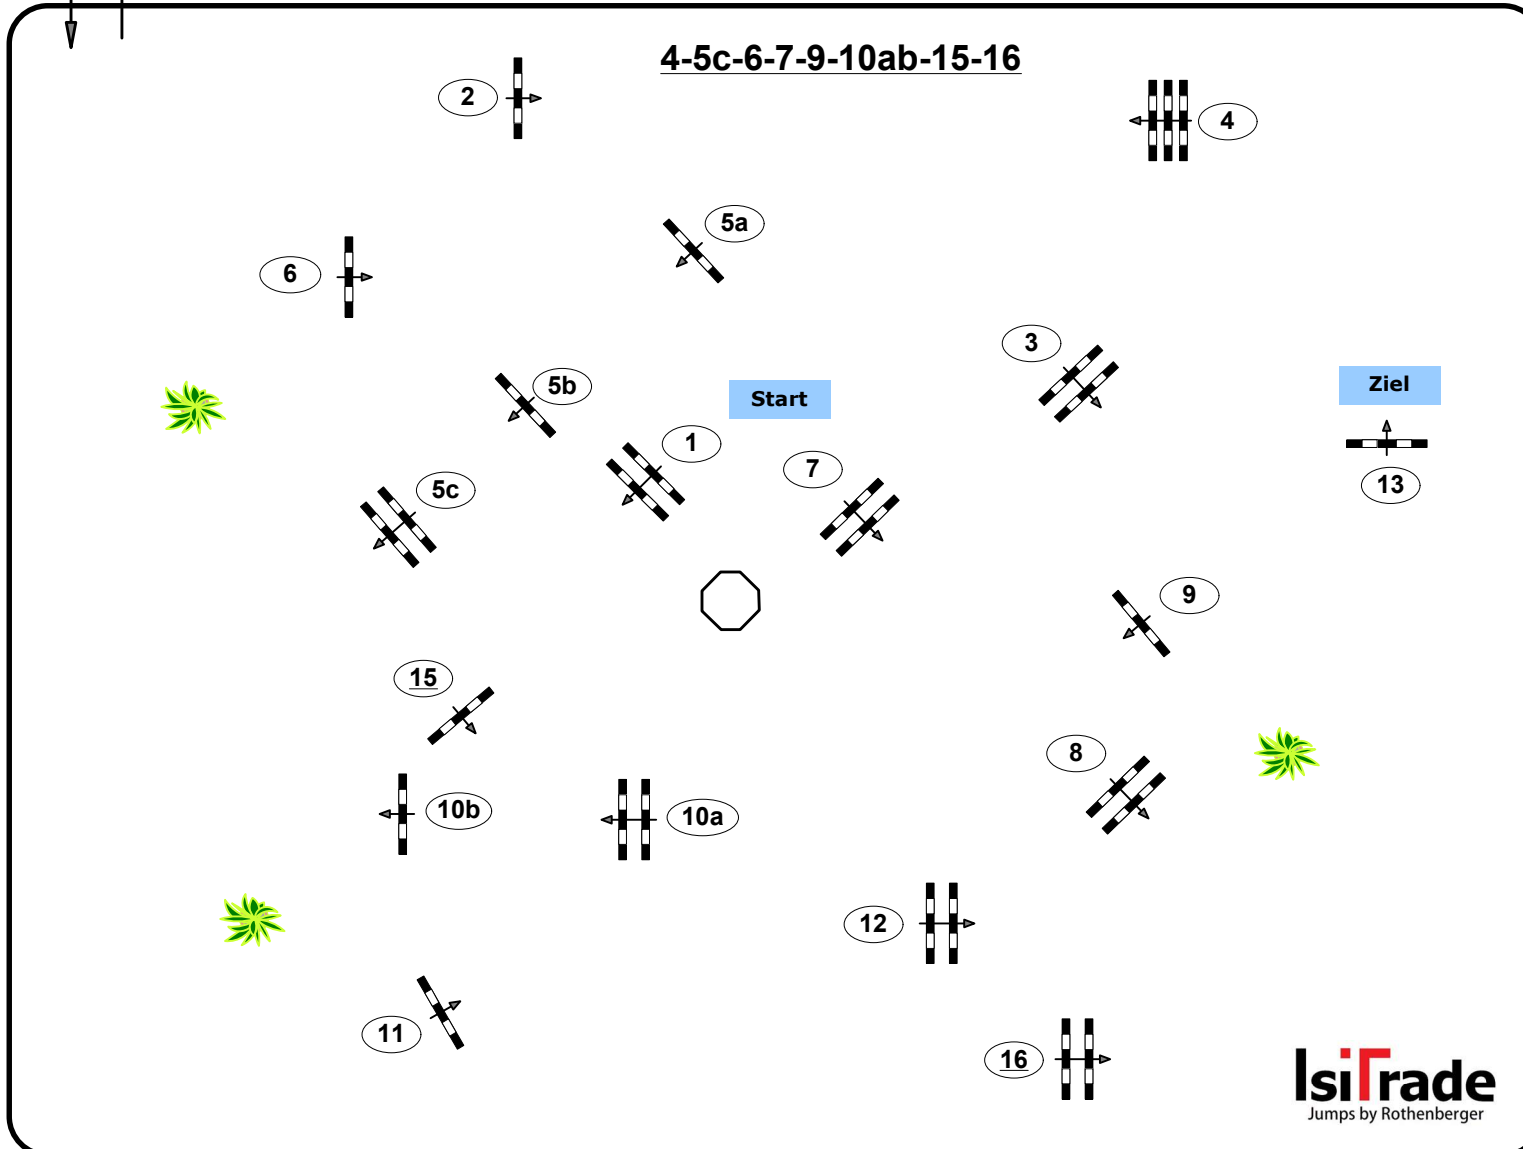 4-5c-6-7-9-10ab-15-16
2
4
5a
6
3
Start
Ziel
5b
1
7
5c
13
9
15
8
10b
10a
12
11
16
IsiTrade
Jumps by Rothenberger